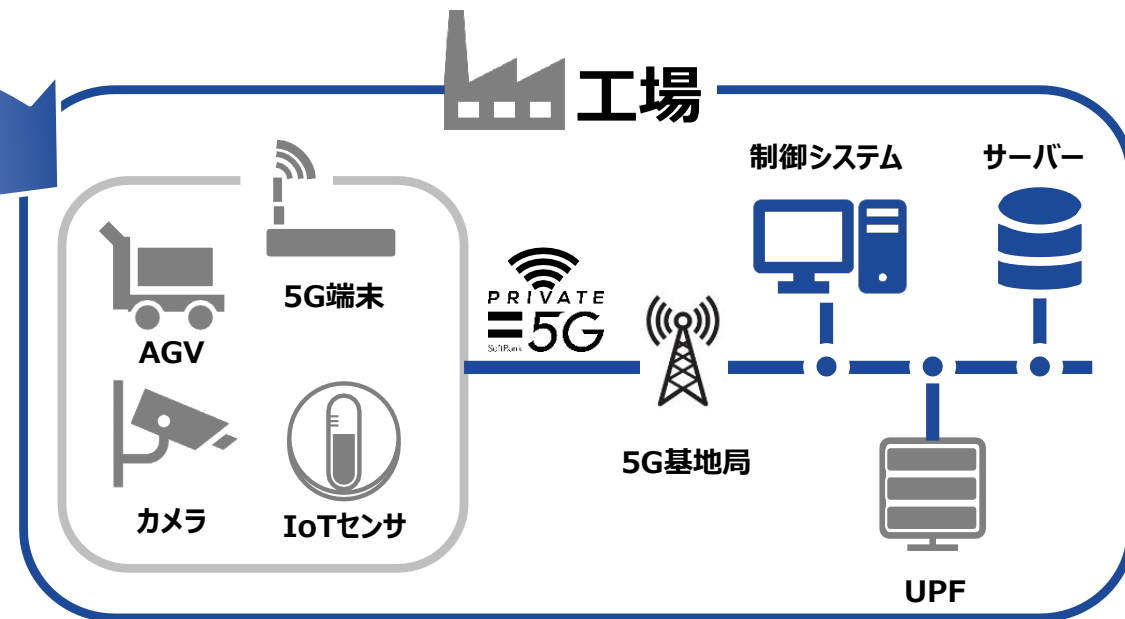 工場
制御システム
サーバー
5G端末
AGV
PRIVATE
5G
SoftBank
5G基地局
カメラ
IoTセンサ
UPF